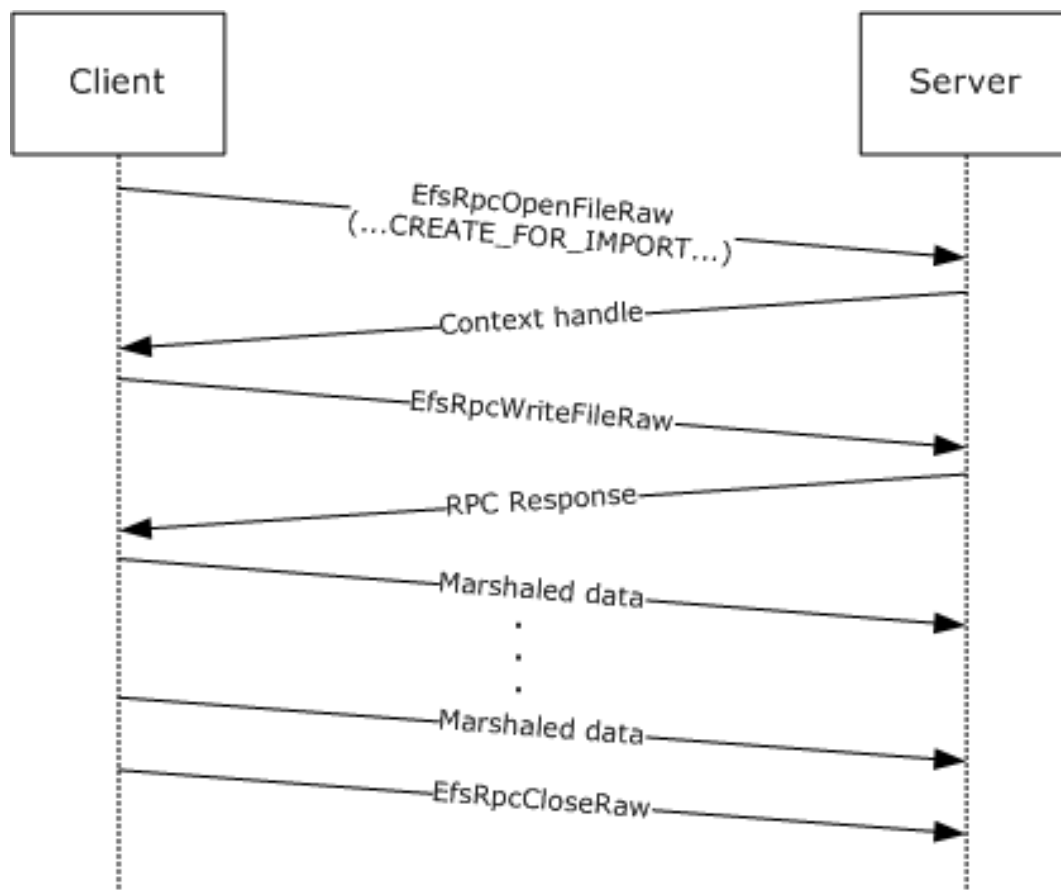 Client
Server
EfsRpcOpenFileRaw
(...CREATE_FOR_IMPORT...)
Context handle
EfsRpcWriteFileRaw
RPC Response
Marshaled data
.
.
.
Marshaled data
EfsRpcCloseRaw